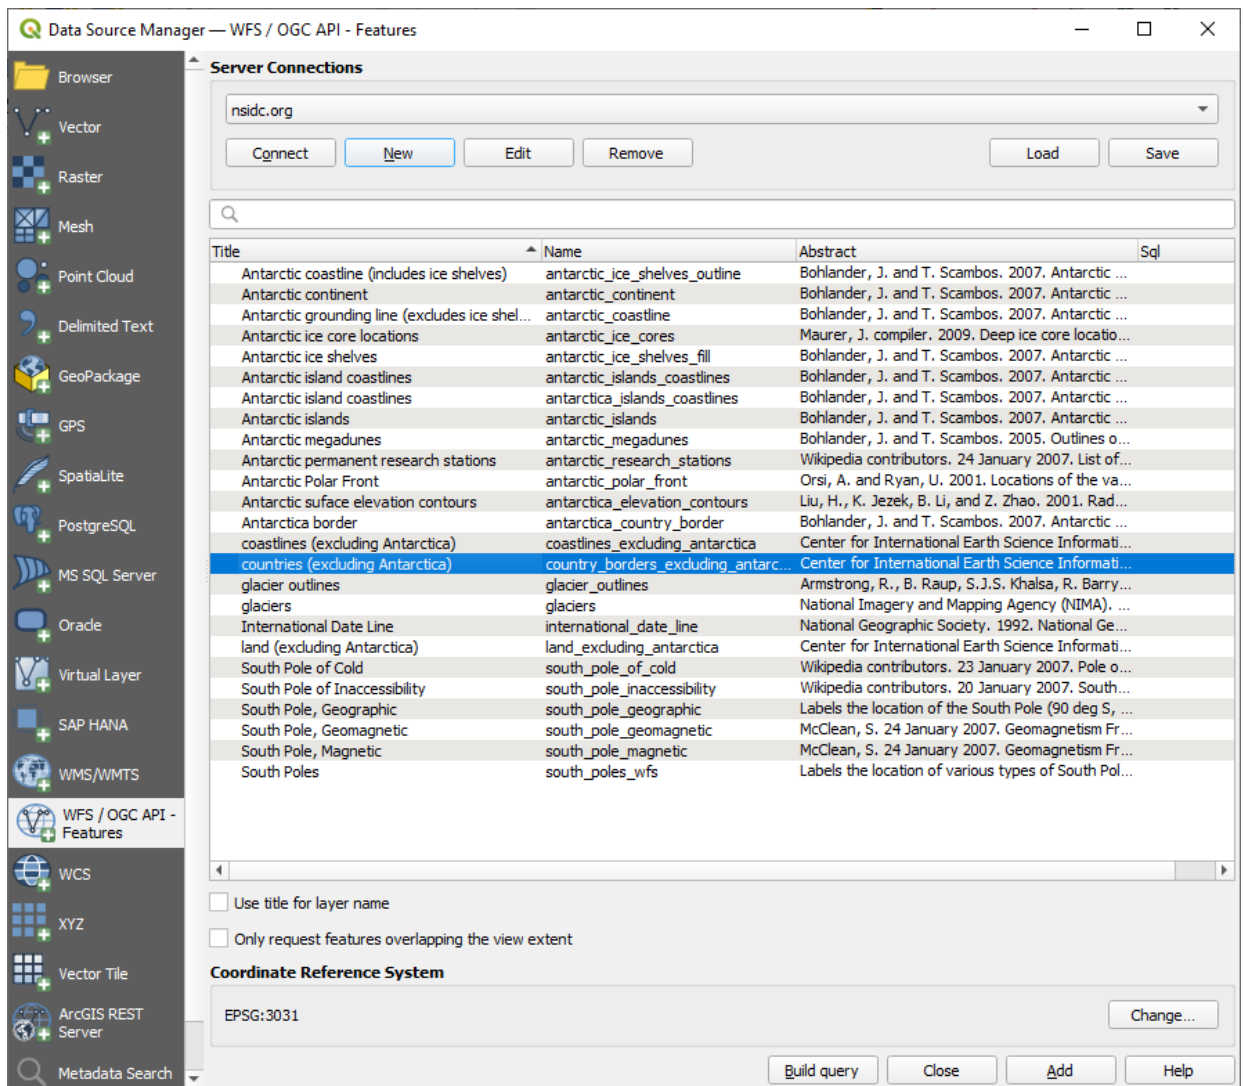 Data Source Manager — WFS / OGC API - Features
Browser
Vector
Raster
Mesh
Point Cloud
Delimited Text
GeoPackage
GPS
SpatiaLite
PostgreSQL
MS SQL Server
Oracle
Virtual Layer
SAP HANA
WMS/WMTS
WFS / OGC API -
Features
WCS
XYZ
Vector Tile
ArcGIS REST
Server
Metadata Search
Server Connections
nsidc.org
Connect New Edit Remove Load Save
Title Name Abstract Sql
Antarctic coastline (includes ice shelves) antarctic_ice_shelves_outline Bohlander, J. and T. Scambos. 2007. Antarctic ...
Antarctic continent antarctic_continent Bohlander, J. and T. Scambos. 2007. Antarctic ...
Antarctic grounding line (excludes ice shel... antarctic_coastline Bohlander, J. and T. Scambos. 2007. Antarctic ...
Antarctic ice core locations antarctic_ice_cores Maurer, J. compiler. 2009. Deep ice core locatio...
Antarctic ice shelves antarctic_ice_shelves_fill Bohlander, J. and T. Scambos. 2007. Antarctic ...
Antarctic island coastlines antarctic_islands_coastlines Bohlander, J. and T. Scambos. 2007. Antarctic ...
Antarctic island coastlines antarctica_islands_coastlines Bohlander, J. and T. Scambos. 2007. Antarctic ...
Antarctic islands antarctic_islands Bohlander, J. and T. Scambos. 2007. Antarctic ...
Antarctic megadunes antarctic_megadunes Bohlander, J. and T. Scambos. 2005. Outlines o...
Antarctic permanent research stations antarctic_research_stations Wikipedia contributors. 24 January 2007. List of...
Antarctic Polar Front antarctic_polar_front Orsi, A. and Ryan, U. 2001. Locations of the va...
Antarctic suface elevation contours antarctica_elevation_contours Liu, H., K. Jezek, B. Li, and Z. Zhao. 2001. Rad...
Antarctica border antarctica_country_border Bohlander, J. and T. Scambos. 2007. Antarctic ...
coastlines (excluding Antarctica) coastlines_excluding_antarctica Center for International Earth Science Informati...
countries (excluding Antarctica) country_borders_excluding_antarc... Center for International Earth Science Informati...
glacier outlines glacier_outlines Armstrong, R., B. Raup, S.J.S. Khalsa, R. Barry...
glaciers glaciers National Imagery and Mapping Agency (NIMA). ...
International Date Line international_date_line National Geographic Society. 1992. National Ge...
land (excluding Antarctica) land_excluding_antarctica Center for International Earth Science Informati...
South Pole of Cold south_pole_of_cold Wikipedia contributors. 23 January 2007. Pole o...
South Pole of Inaccessibility south_pole_inaccessibility Wikipedia contributors. 20 January 2007. South...
South Pole, Geographic south_pole_geographic Labels the location of the South Pole (90 deg S, ...
South Pole, Geomagnetic south_pole_geomagnetic McClean, S. 24 January 2007. Geomagnetism Fr...
South Pole, Magnetic south_pole_magnetic McClean, S. 24 January 2007. Geomagnetism Fr...
South Poles south_poles_wfs Labels the location of various types of South Pol...
Use title for layer name
Only request features overlapping the view extent
Coordinate Reference System
EPSG:3031
Change...
Build query Close Add Help